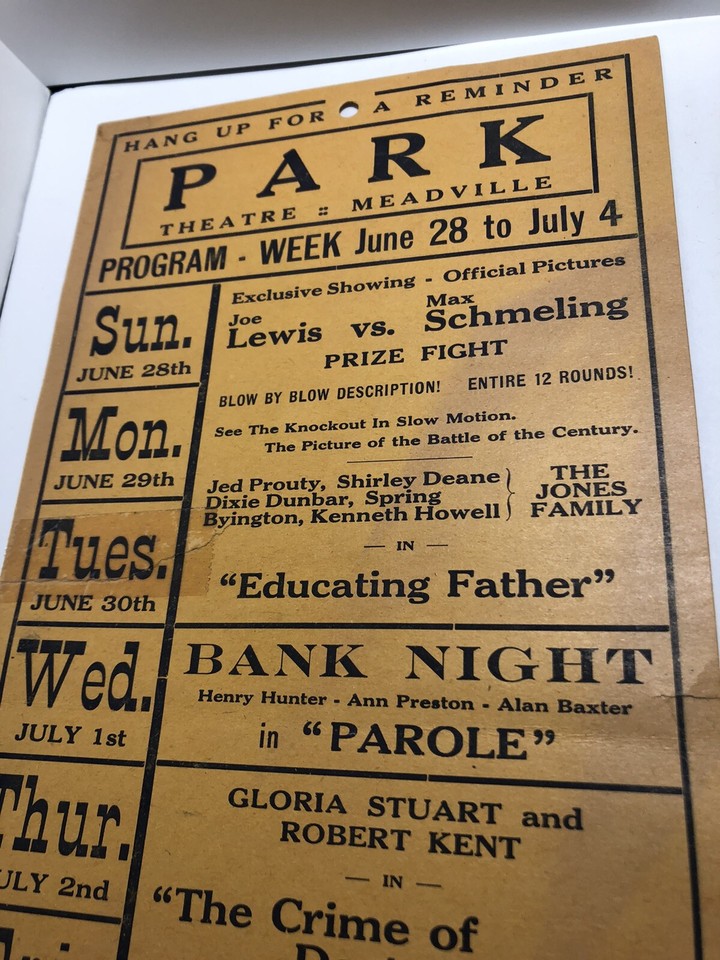 HANG UP FOR A REMINDER
PARK
THEATRE :: MEADVILLE
PROGRAM - WEEK June 28 to July 4
Sun.
JUNE 28th
Mon.
JUNE 29th
Tues.
JUNE 30th
Exclusive Showing - Official Pictures
Joe Max
Lewis vs. Schmeling
PRIZE FIGHT
BLOW BY BLOW DESCRIPTION! ENTIRE 12 ROUNDS!
See The Knockout In Slow Motion.
The Picture of the Battle of the Century.
Jed Prouty, Shirley Deane
Dixie Dunbar, Spring
Byington, Kenneth Howell
THE
JONES
FAMILY
— IN —
"Educating Father"
Wed.
JULY 1st
BANK NIGHT
Henry Hunter - Ann Preston - Alan Baxter
in "PAROLE"
Thur.
JULY 2nd
GLORIA STUART and
ROBERT KENT
— IN —
"The Crime of